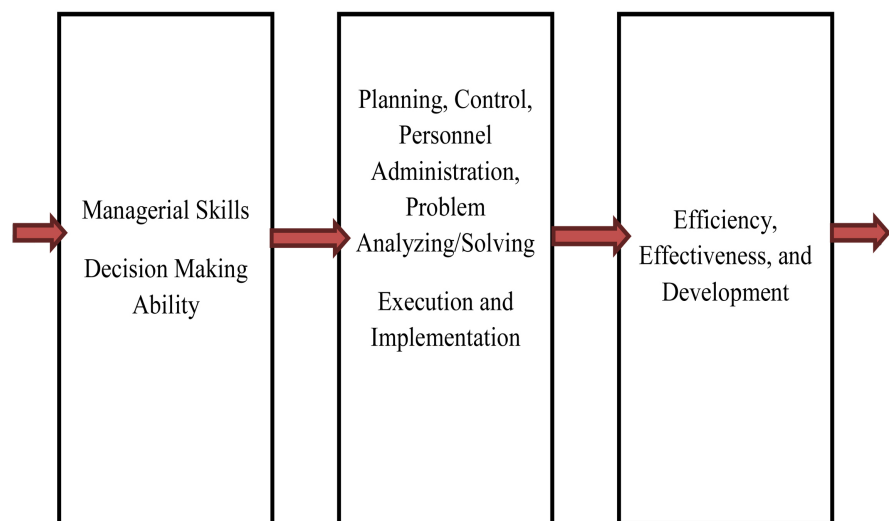 Managerial Skills
Decision Making
Ability
Planning, Control,
Personnel
Administration,
Problem
Analyzing/Solving
Execution and
Implementation
Efficiency,
Effectiveness, and
Development